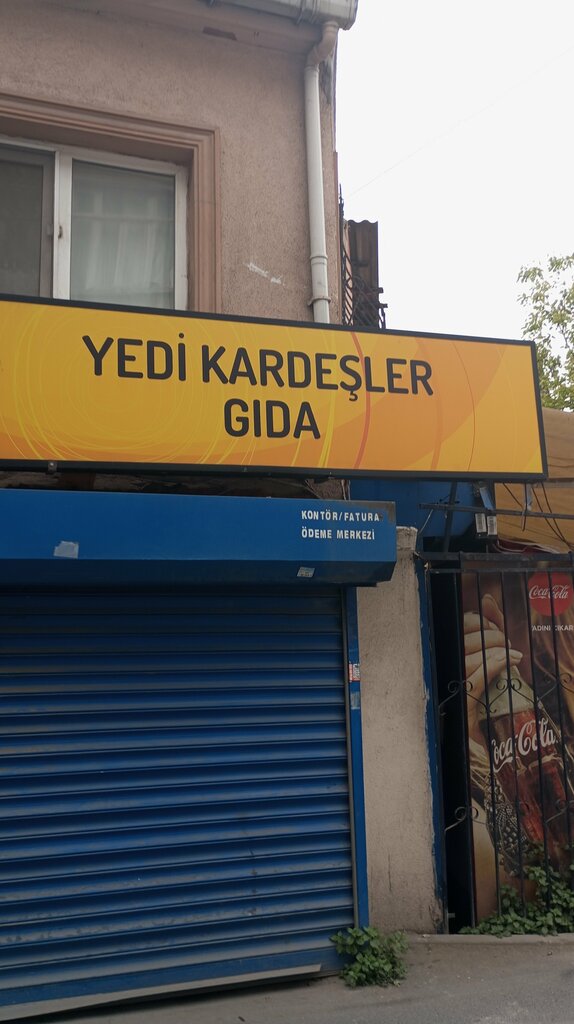 YEDİ KARDEŞLER
GIDA
KONTÖR/FATURA
ÖDEME MERKEZİ
Coca-Cola
Coca-Cola